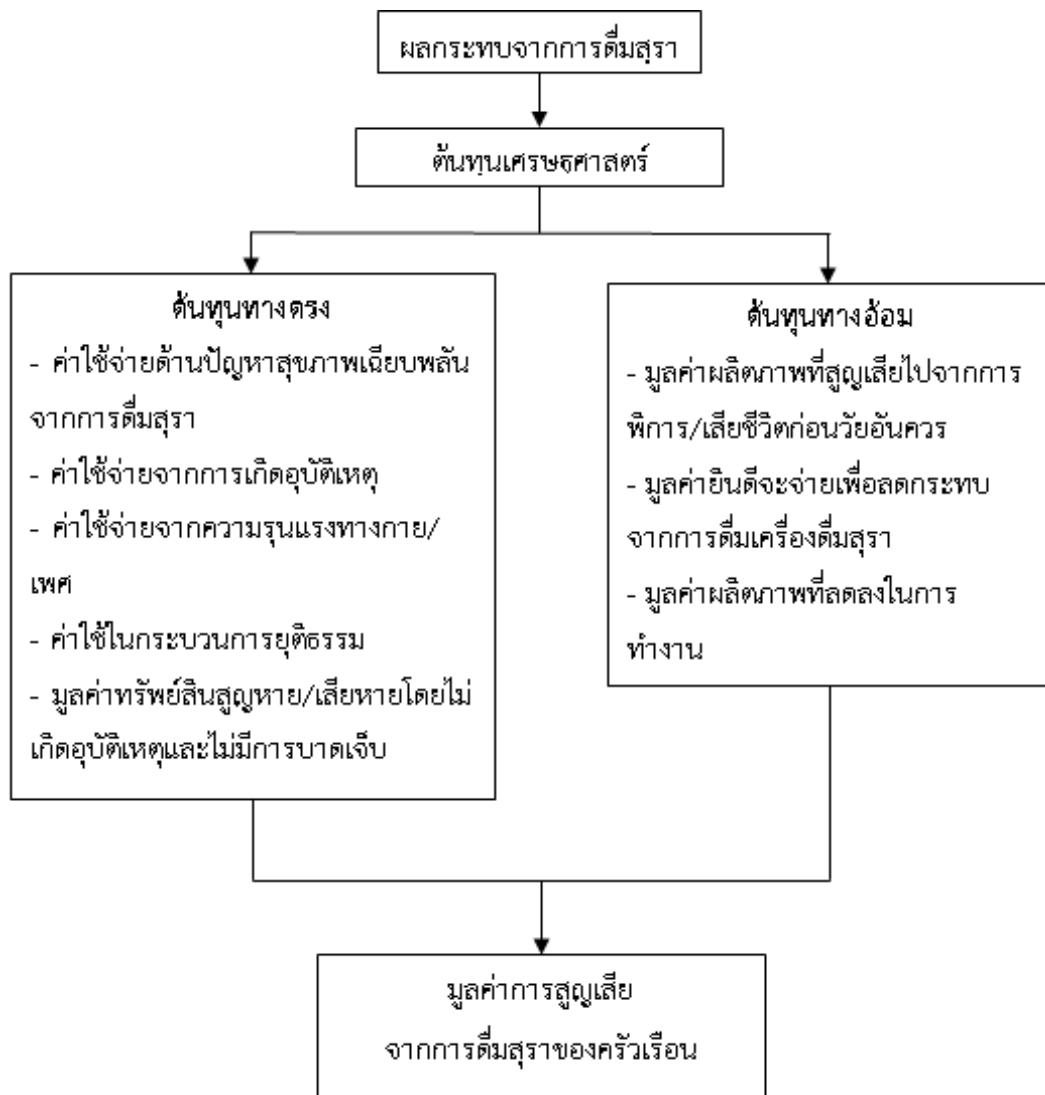 ผลกระทบจากการดื่มสุรา
ต้นทุนเศรษฐศาสตร์
ต้นทุนทางตรง
- ค่าใช้จ่ายด้านปัญหาสุขภาพเฉียบพลัน
จากการดื่มสุรา
- ค่าใช้จ่ายจากการเกิดอุบัติเหตุ
- ค่าใช้จ่ายจากความรุนแรงทางกาย/
เพศ
- ค่าใช้ในกระบวนการยุติธรรม
- มูลค่าทรัพย์สินสูญหาย/เสียหายโดยไม่
เกิดอุบัติเหตุและไม่มีการบาดเจ็บ
ต้นทุนทางอ้อม
- มูลค่าผลิตภาพที่สูญเสียไปจากการ
พิการ/เสียชีวิตก่อนวัยอันควร
- มูลค่ายินดีจะจ่ายเพื่อลดกระทบ
จากการดื่มเครื่องดื่มสุรา
- มูลค่าผลิตภาพที่ลดลงในการ
ทำงาน
มูลค่าการสูญเสีย
จากการดื่มสุราของครัวเรือน